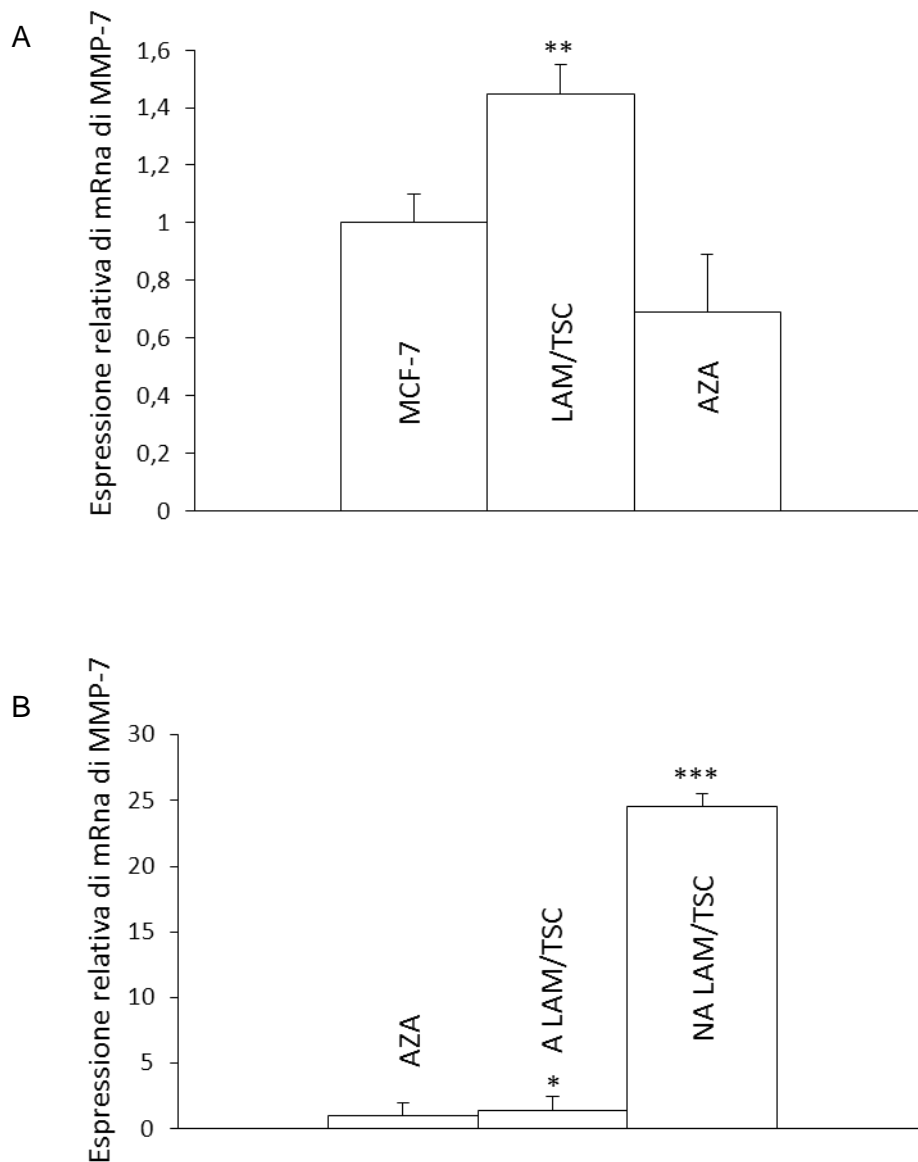 A
Espressione relativa di mRna di MMP-7
1,6
1,4
1,2
1
0,8
0,6
0,4
0,2
0
**
MCF-7
LAM/TSC
AZA
B
Espressione relativa di mRna di MMP-7
30
25
20
15
10
5
0
AZA
A LAM/TSC
*
***
NA LAM/TSC